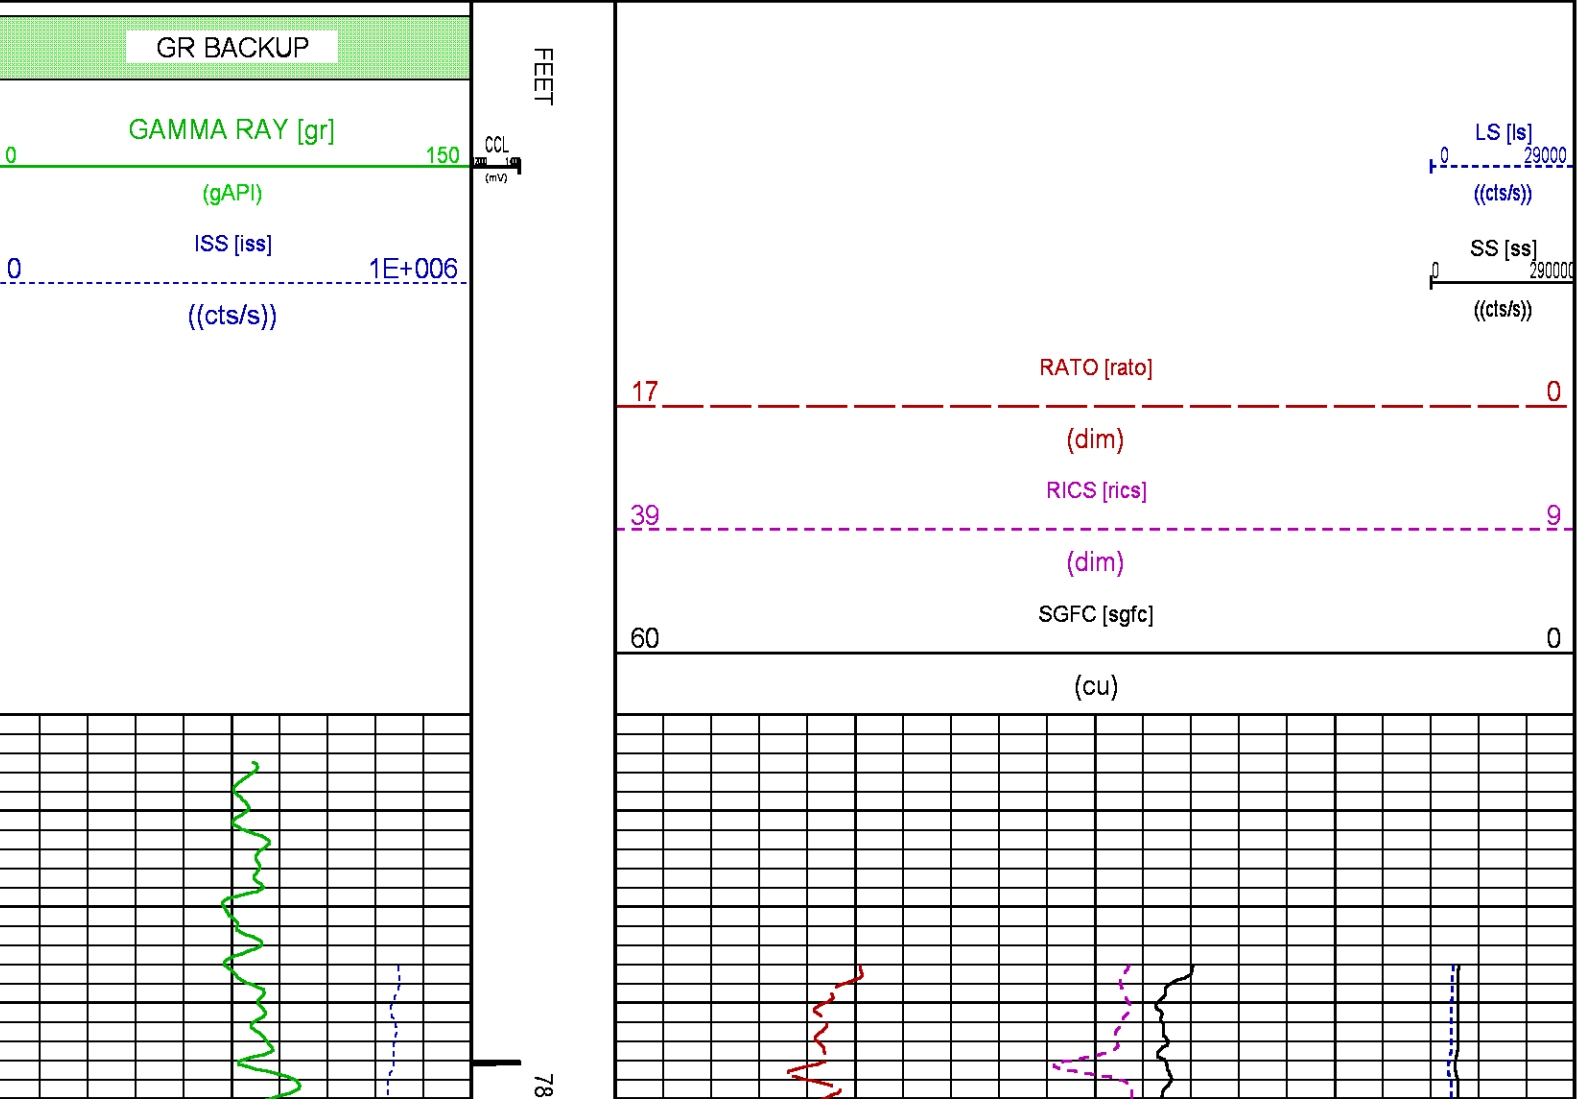 GR BACKUP
FEET
GAMMA RAY [gr]
0 150
(gAPI)
ISS [iss]
0 1E+006
((cts/s))
CCL
(mV)
LS [ls]
0 29000
((cts/s))
SS [ss]
0 290000
((cts/s))
RATO [rato]
17 0
(dim)
RICS [rics]
39 9
(dim)
SGFC [sgfc]
60 0
(cu)
78